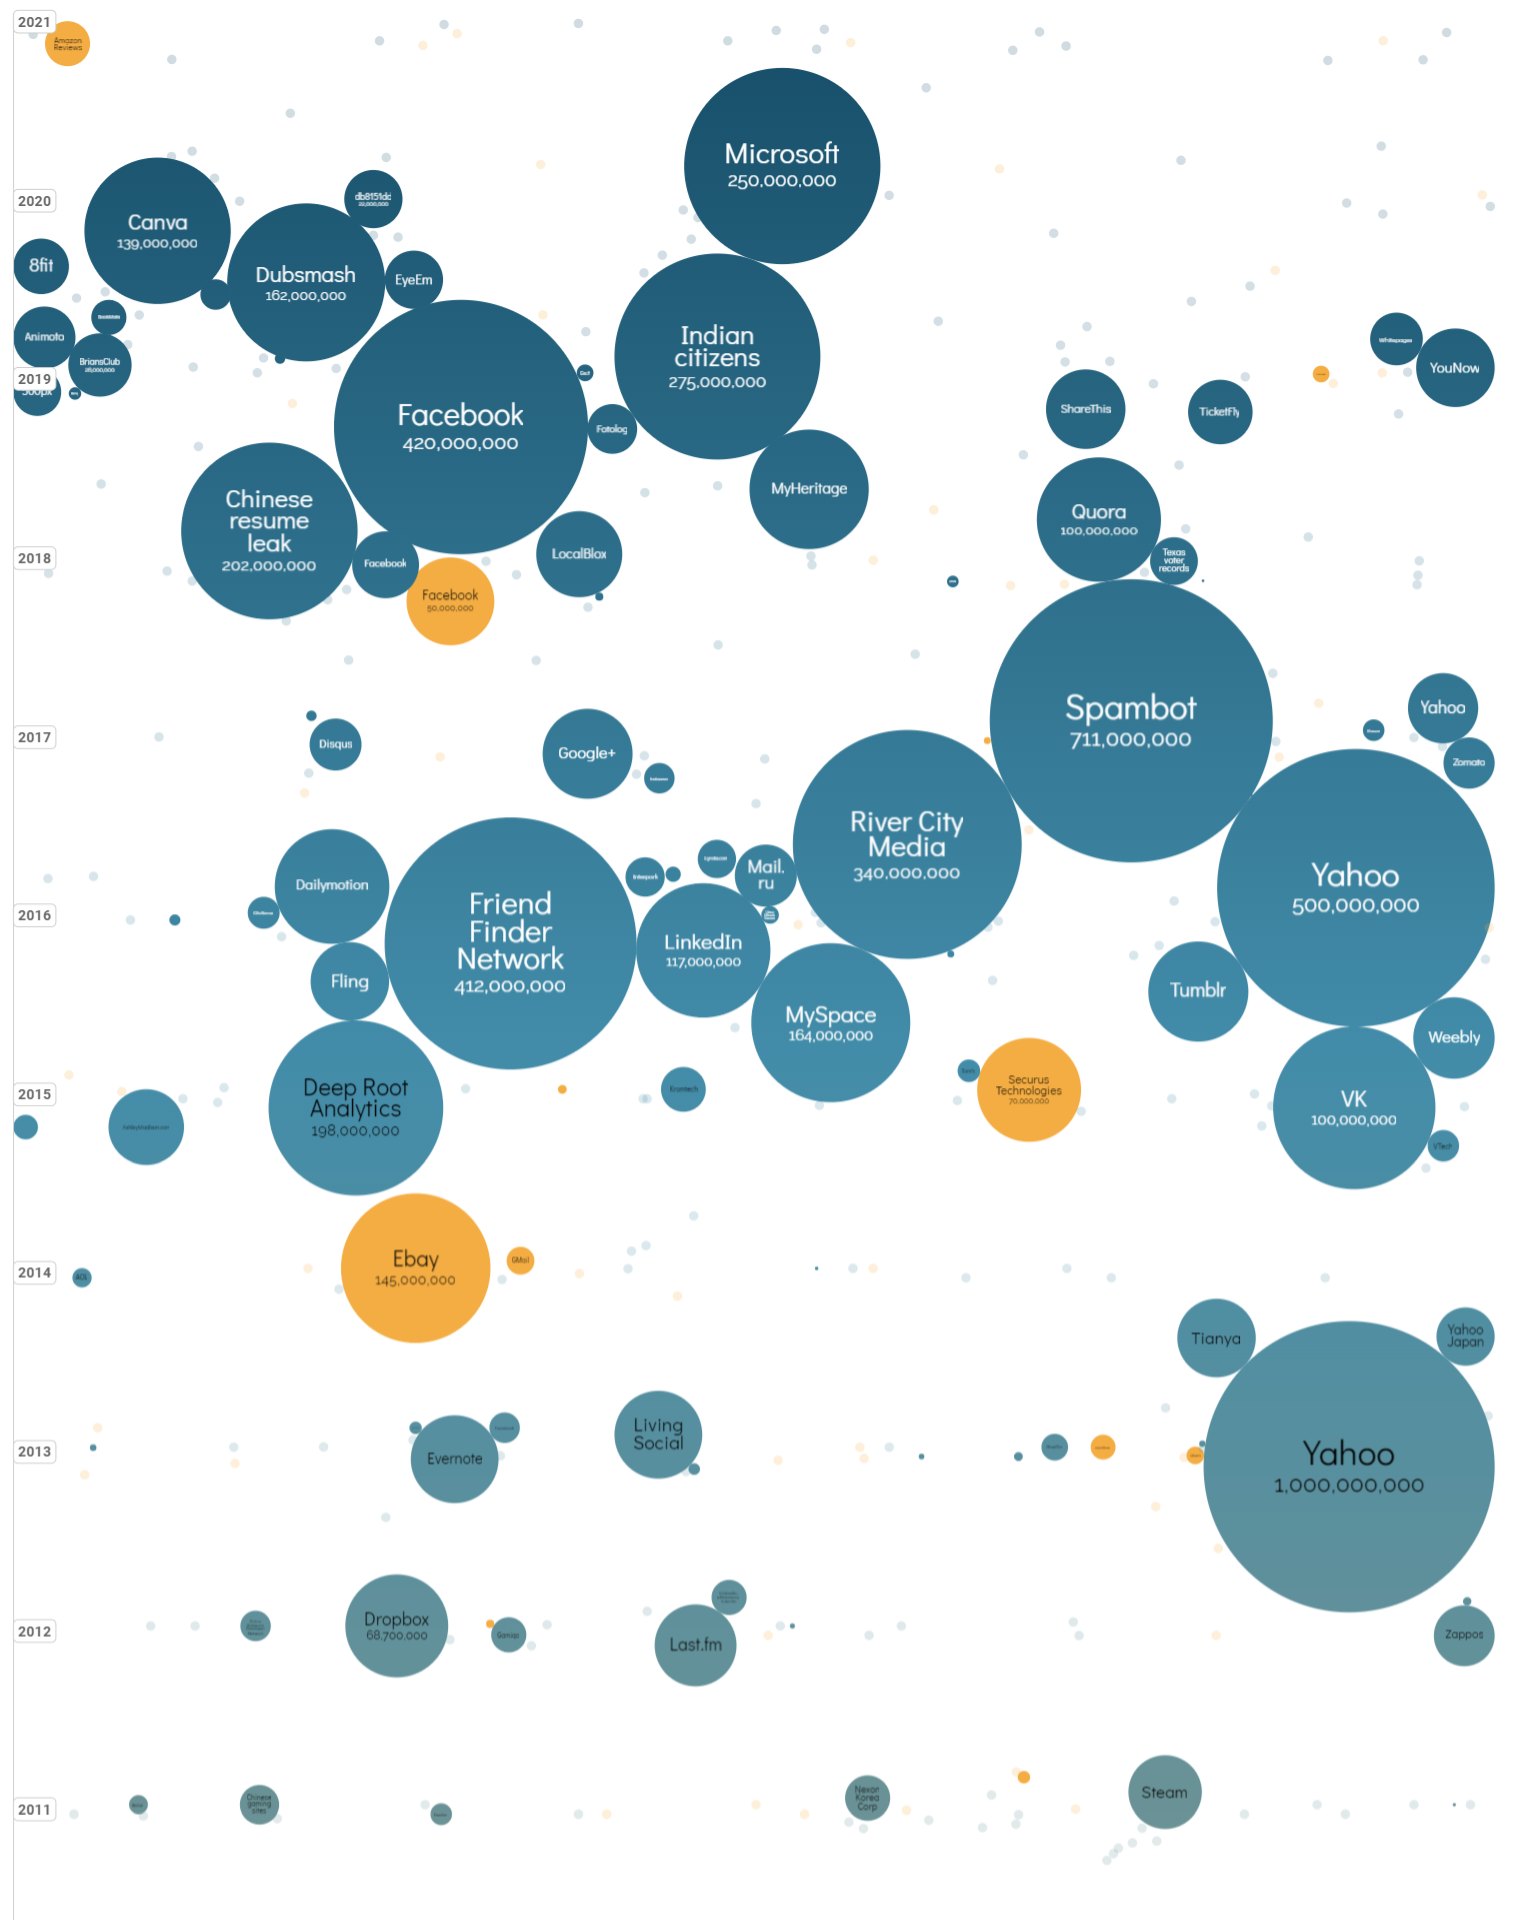 2021
Amazon
Reviews
Microsoft
250,000,000
2020
db8151dd
Canva
139,000,000
8fit
Dubsmash
162,000,000
EyeEm
Animoto
BriansClub
26,000,000
2019
500px
Facebook
420,000,000
Fotolog
Indian
citizens
275,000,000
Whitepages
YouNow
ShareThis
TicketFly
MyHeritage
Chinese
resume
leak
202,000,000
Quora
100,000,000
2018
Facebook
LocalBlox
Texas
voter
records
Facebook
50,000,000
Spambot
711,000,000
Yahoo
2017
Disqus
Google+
Zomato
River City
Media
340,000,000
Mail.
ru
Dailymotion
Yahoo
500,000,000
2016
Friend
Finder
Network
412,000,000
LinkedIn
117,000,000
Fling
Tumblr
MySpace
164,000,000
Weebly
2015
Deep Root
Analytics
198,000,000
Securus
Technologies
70,000,000
VK
100,000,000
VTech
Ebay
145,000,000
GMail
2014
AOL
Tianya
Yahoo
Japan
Living
Social
2013
Evernote
Yahoo
1,000,000,000
2012
Dropbox
68,700,000
Gamigo
Last.fm
Zappos
2011
Chinese
gaming
sites
Nexon
Korea
Corp
Steam